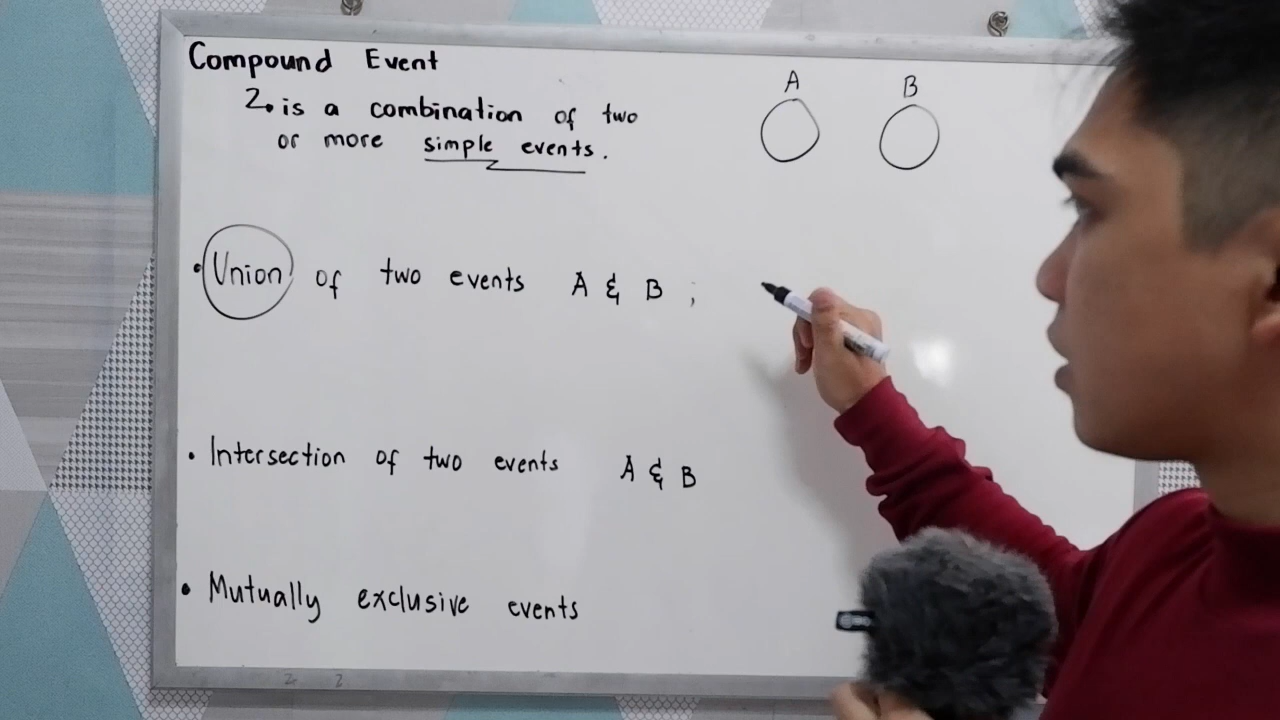 Compound Event
A
B
is a combination of two
or more simple events.
• Union of two events A & B ;
• Intersection of two events A & B
• Mutually exclusive events